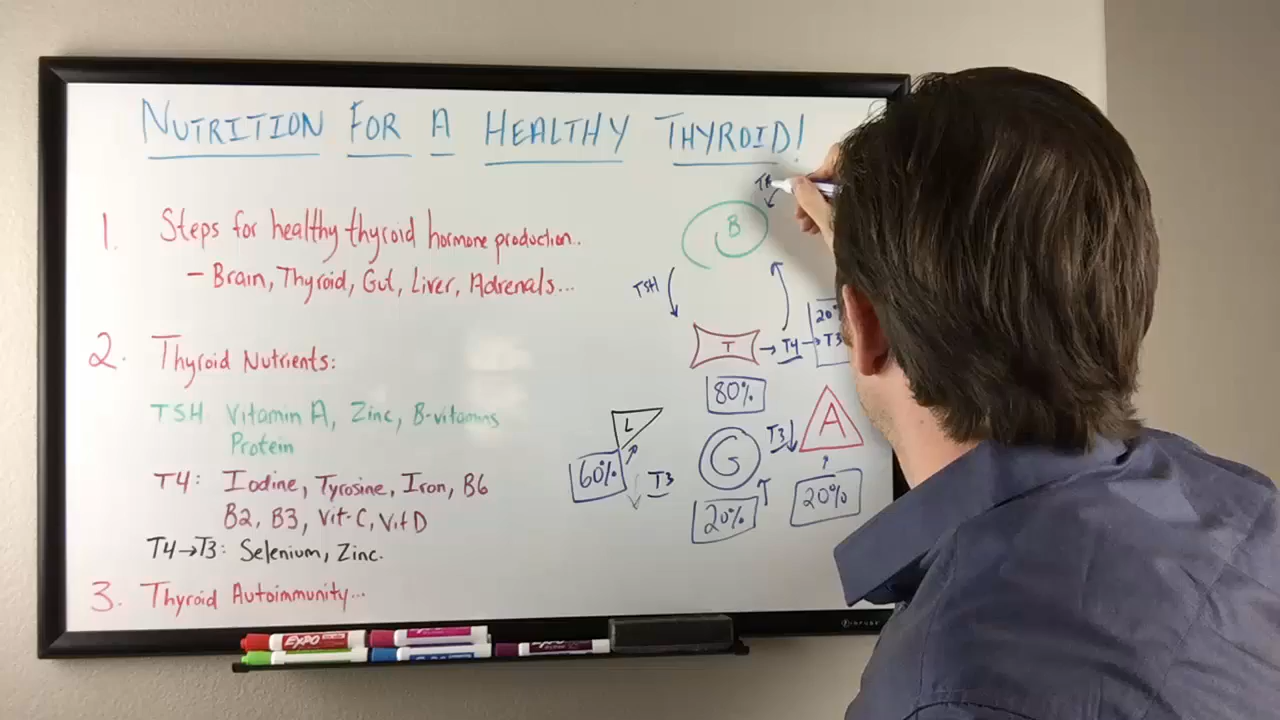 NUTRITION FOR A HEALTHY THYROID!
1. Steps for healthy thyroid hormone production..
- Brain, Thyroid, Gut, Liver, Adrenals...
2. Thyroid Nutrients:
TSH: Vitamin A, Zinc, B-vitamins
Protein
T4: Iodine, Tyrosine, Iron, B6
B2, B3, Vit-C, Vit D
T4→T3: Selenium, Zinc.
3. Thyroid Autoimmunity...
B
TSH
T → T4 → T3
80%
L
60%
T3
G
20%
T3
A
20%
EXPO
EXPO